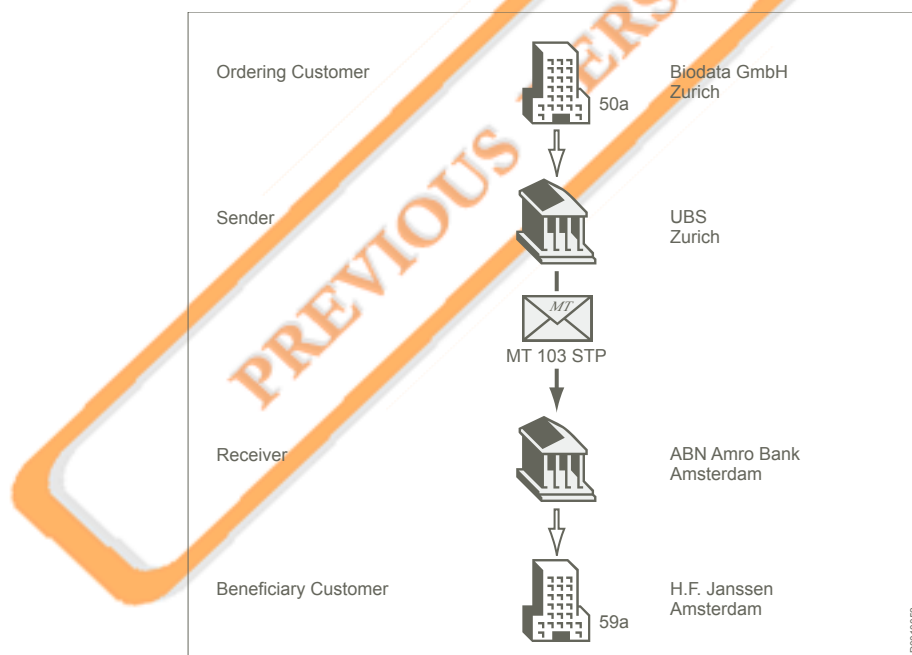 Ordering Customer
50a
Biodata GmbH
Zurich
Sender
UBS
Zurich
MT
MT 103 STP
Receiver
ABN Amro Bank
Amsterdam
Beneficiary Customer
59a
H.F. Janssen
Amsterdam
PREVIOUS